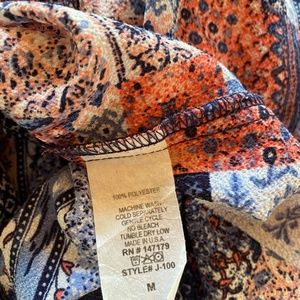 100% POLYESTER
MACHINE WASH
COLD SEPARATELY
GENTLE CYCLE
NO BLEACH
TUMBLE DRY LOW
MADE IN U.S.A.
RN # 147179
STYLE# J-100
M